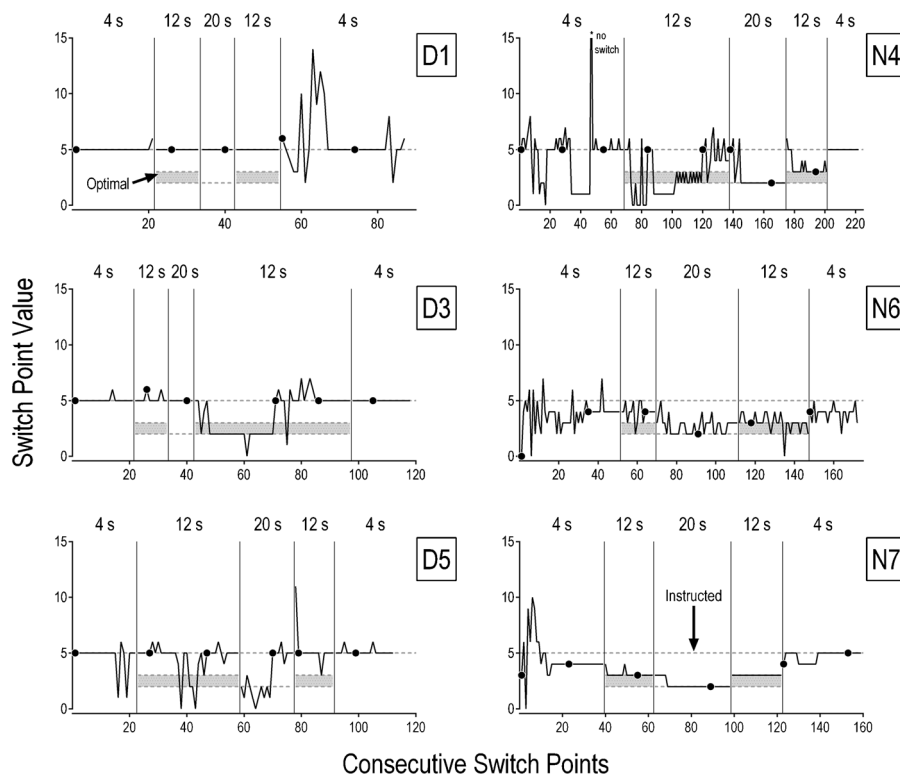 4 s 12 s 20 s 12 s 4 s
D1
15
10
5
0
Optimal
20 40 60 80
4 s 12 s 20 s 12 s 4 s
N4
* no
switch
15
10
5
0
0 20 40 60 80 100 120 140 160 180 200 220
4 s 12 s 20 s 12 s 4 s
D3
15
10
5
0
20 40 60 80 100 120
4 s 12 s 20 s 12 s 4 s
N6
15
10
5
0
20 40 60 80 100 120 140 160
4 s 12 s 20 s 12 s 4 s
D5
15
10
5
0
20 40 60 80 100 120
4 s 12 s 20 s 12 s 4 s
N7
Instructed
15
10
5
0
20 40 60 80 100 120 140 160
Switch Point Value
Consecutive Switch Points